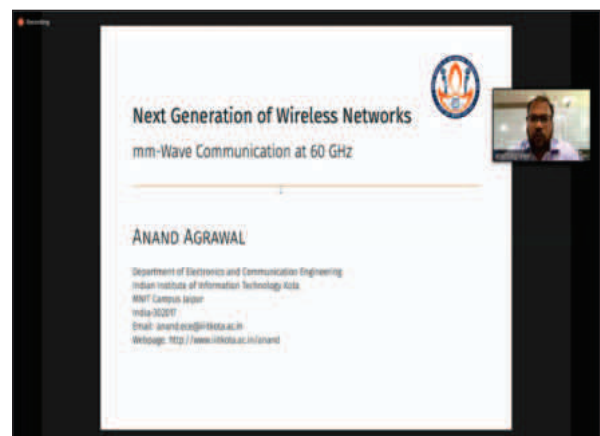 Recording
Next Generation of Wireless Networks
mm-Wave Communication at 60 GHz
ANAND AGRAWAL
Department of Electronics and Communication Engineering
Indian Institute of Information Technology Kota
MNIT Campus Jaipur
India-302017
Email: anand.ece@iiitkota.ac.in
Webpage: http://www.iiitkota.ac.in/anand